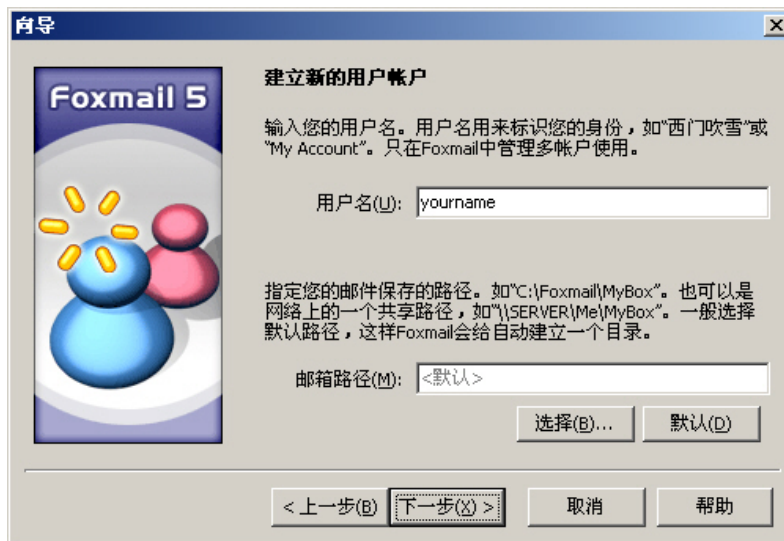 向导
Foxmail 5
建立新的用户帐户
输入您的用户名。用户名用来标识您的身份，如“西门吹雪”或
“My Account”。只在Foxmail中管理多帐户使用。
用户名(U): yourname
指定您的邮件保存的路径。如“C:\Foxmail\MyBox”。也可以是
网络上的一个共享路径，如“\\SERVER\Me\MyBox”。一般选择
默认路径，这样Foxmail会给自动建立一个目录。
邮箱路径(M): <默认>
选择(B)... 默认(D)
< 上一步(B) 下一步(X) > 取消 帮助